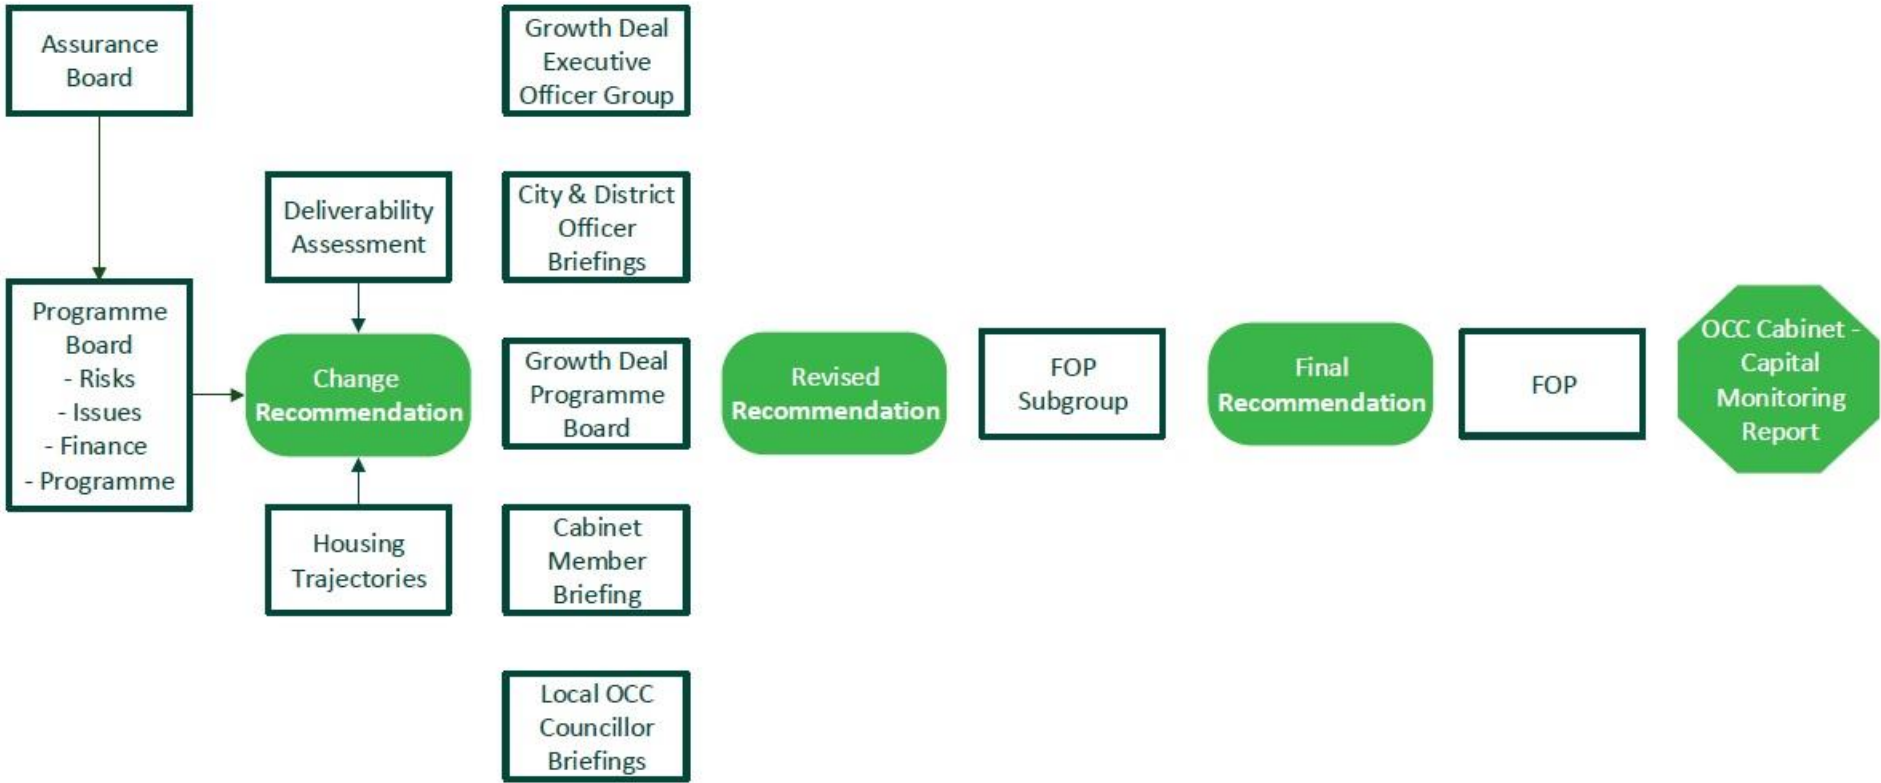 Assurance
Board
Programme
Board
- Risks
- Issues
- Finance
- Programme
Deliverability
Assessment
Change
Recommendation
Housing
Trajectories
Growth Deal
Executive
Officer Group
City & District
Officer
Briefings
Growth Deal
Programme
Board
Cabinet
Member
Briefing
Local OCC
Councillor
Briefings
Revised
Recommendation
FOP
Subgroup
Final
Recommendation
FOP
OCC Cabinet -
Capital
Monitoring
Report